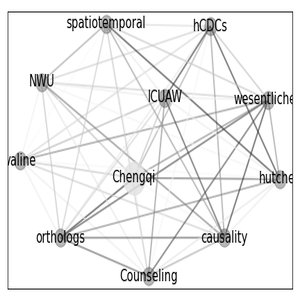 spatiotemporal
hCDCs
NWU
ICUAW
wesentliche
valine
Chengqi
hutche
orthologs
causality
Counseling